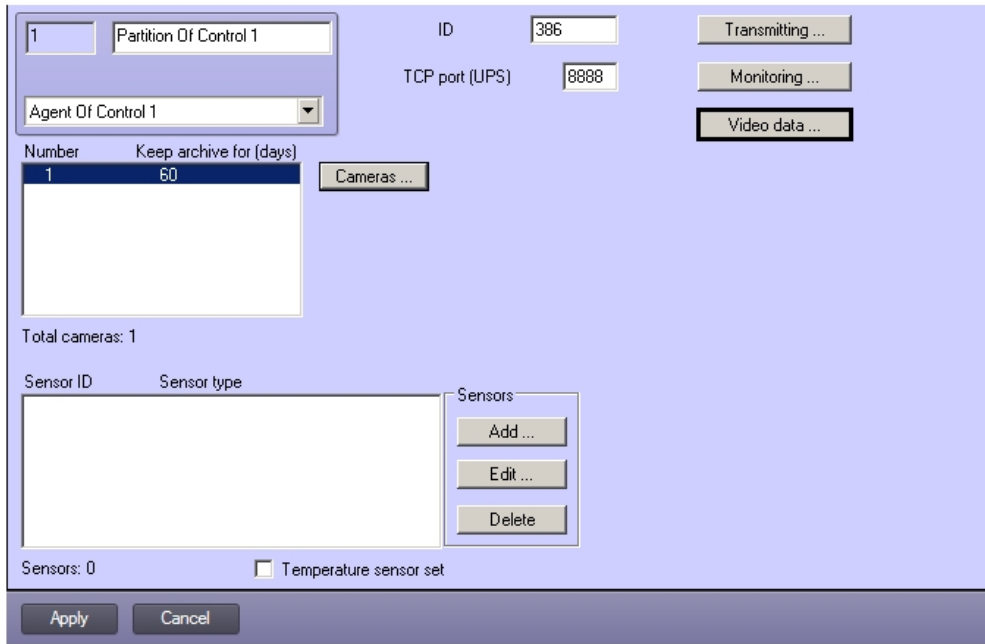 1 Partition Of Control 1
ID 386
Transmitting ...
TCP port (UPS) 8888
Monitoring ...
Agent Of Control 1
Video data ...
Number Keep archive for (days)
1 60
Cameras ...
Total cameras: 1
Sensor ID Sensor type
Sensors
Add ...
Edit ...
Delete
Sensors: 0
Temperature sensor set
Apply Cancel